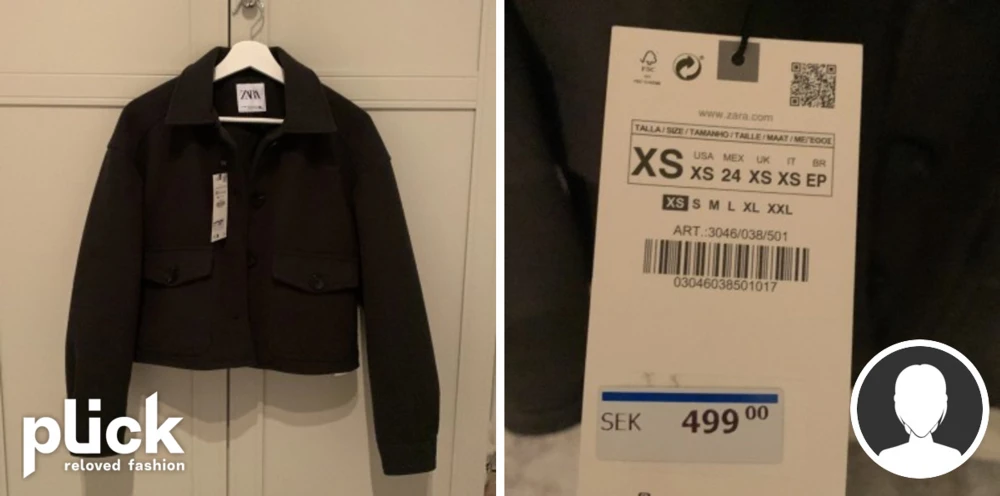 ZARA
plick
reloved fashion
FSC
www.zara.com
TALLA / SIZE / TAMANHO / TAILLE / MAAT / ΜΕΓΕΘΟΣ
XS
USA MEX UK IT BR
XS 24 XS XS EP
XS S M L XL XXL
ART.:3046/038/501
03046038501017
SEK 499 00